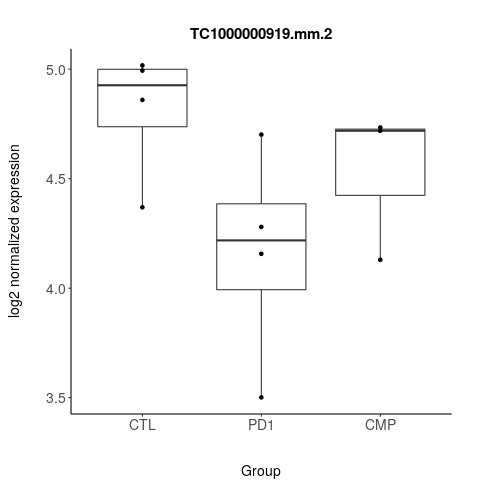 TC1000000919.mm.2
log2 normalized expression
5.0
4.5
4.0
3.5
CTL PD1 CMP
Group